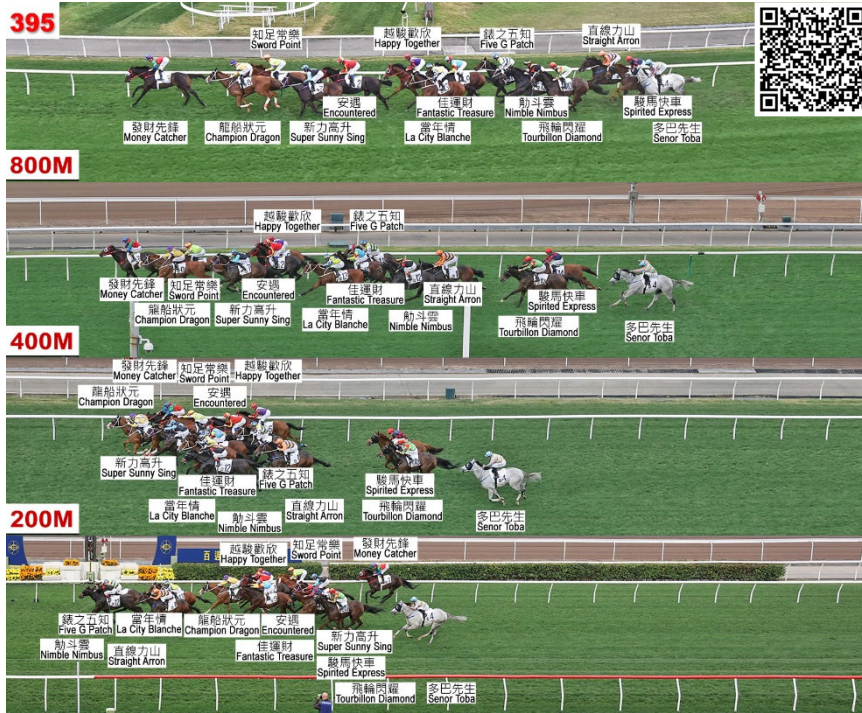 395
知足常樂
Sword Point
越駿歡欣
Happy Together
錶之五知
Five G Patch
直線力山
Straight Arron
發財先鋒
Money Catcher
龍船狀元
Champion Dragon
新力高升
Super Sunny Sing
安遇
Encountered
當年情
La City Blanche
佳運財
Fantastic Treasure
觔斗雲
Nimble Nimbus
飛輪閃耀
Tourbillon Diamond
駿馬快車
Spirited Express
多巴先生
Senor Toba
800M
越駿歡欣
Happy Together
錶之五知
Five G Patch
發財先鋒
Money Catcher
龍船狀元
Champion Dragon
知足常樂
Sword Point
新力高升
Super Sunny Sing
安遇
Encountered
當年情
La City Blanche
佳運財
Fantastic Treasure
觔斗雲
Nimble Nimbus
直線力山
Straight Arron
飛輪閃耀
Tourbillon Diamond
駿馬快車
Spirited Express
多巴先生
Senor Toba
400M
發財先鋒
Money Catcher
知足常樂
Sword Point
越駿歡欣
Happy Together
龍船狀元
Champion Dragon
安遇
Encountered
新力高升
Super Sunny Sing
當年情
La City Blanche
佳運財
Fantastic Treasure
觔斗雲
Nimble Nimbus
錶之五知
Five G Patch
直線力山
Straight Arron
駿馬快車
Spirited Express
飛輪閃耀
Tourbillon Diamond
多巴先生
Senor Toba
200M
越駿歡欣
Happy Together
知足常樂
Sword Point
發財先鋒
Money Catcher
錶之五知
Five G Patch
觔斗雲
Nimble Nimbus
當年情
La City Blanche
直線力山
Straight Arron
龍船狀元
Champion Dragon
安遇
Encountered
佳運財
Fantastic Treasure
新力高升
Super Sunny Sing
駿馬快車
Spirited Express
飛輪閃耀
Tourbillon Diamond
多巴先生
Senor Toba